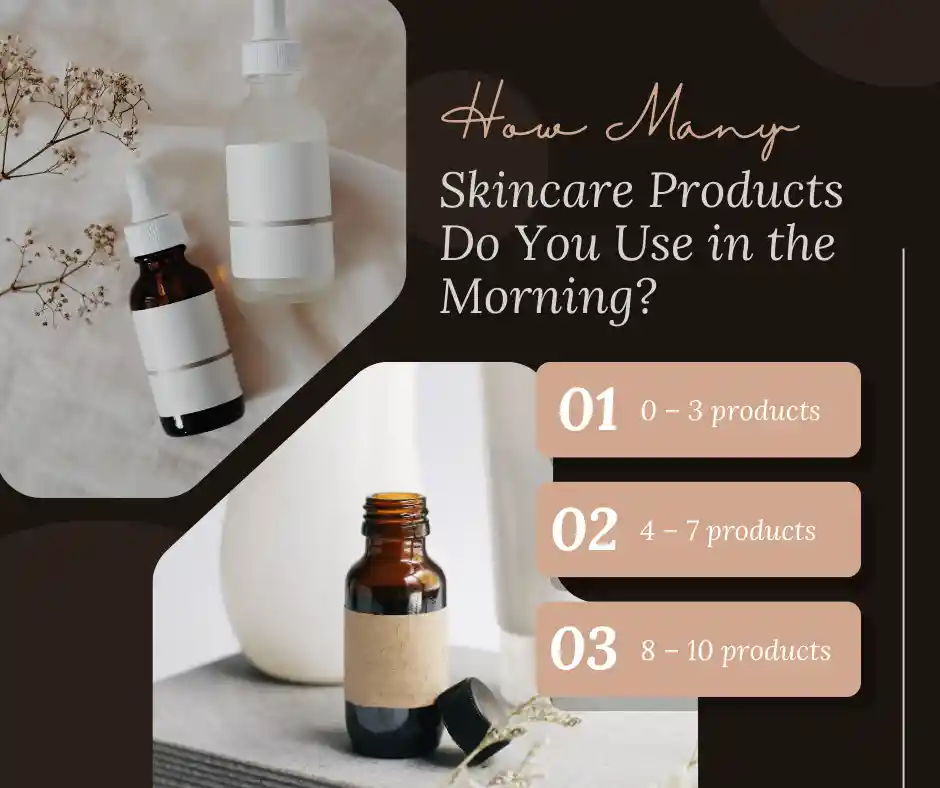 How Many
Skincare Products
Do You Use in the
Morning?
01 0 – 3 products
02 4 – 7 products
03 8 – 10 products